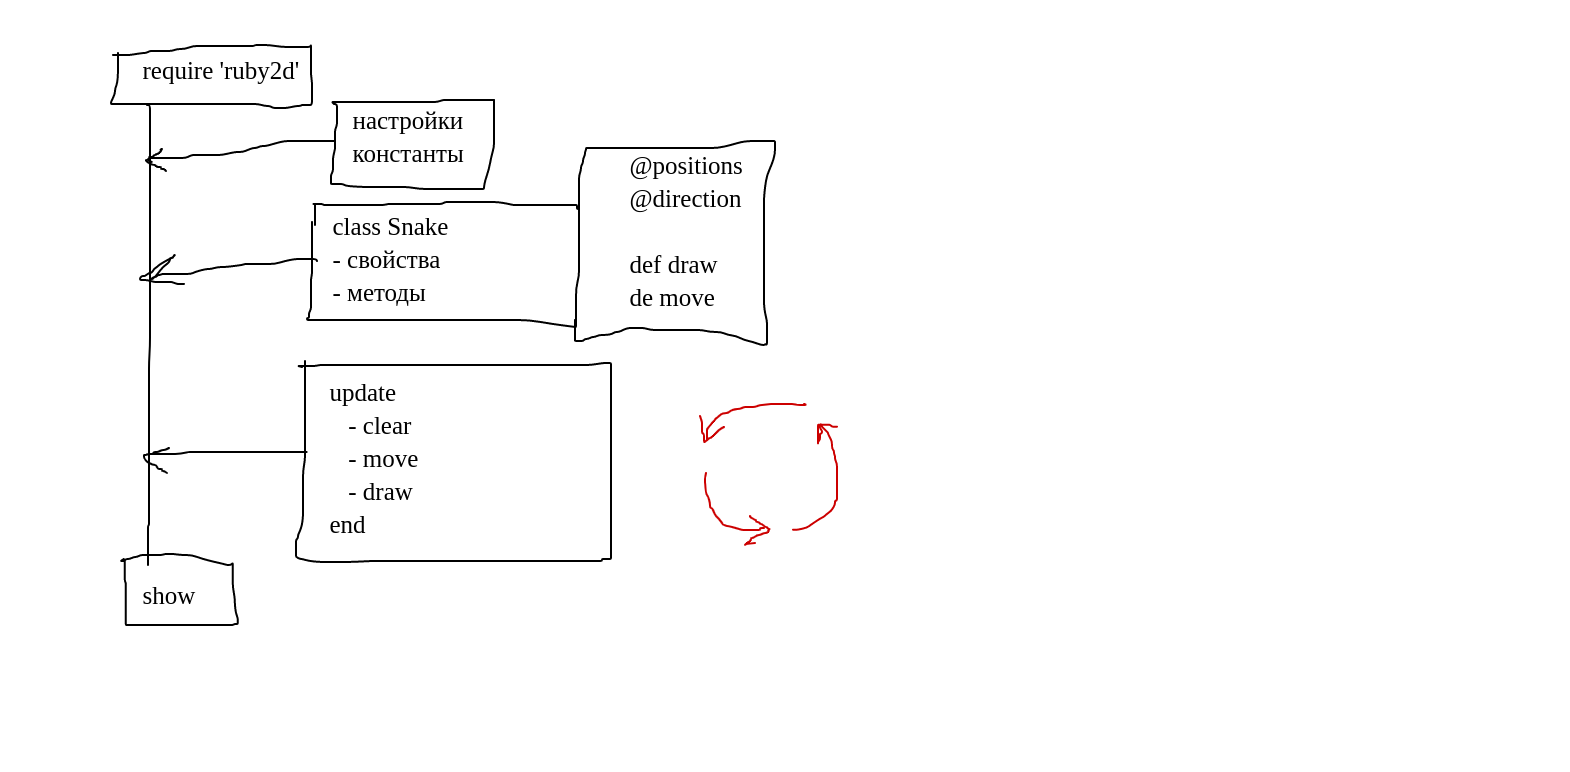 require 'ruby2d'
настройки
константы
@positions
@direction
def draw
de move
class Snake
- свойства
- методы
update
- clear
- move
- draw
end
show